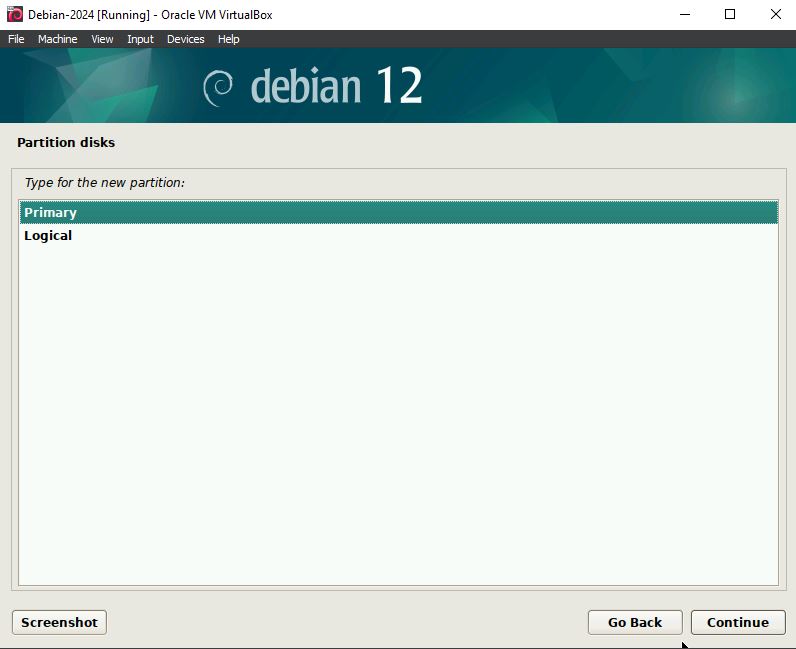 Debian-2024 [Running] - Oracle VM VirtualBox
File Machine View Input Devices Help
debian 12
Partition disks
Type for the new partition:
Primary
Logical
Screenshot Go Back Continue